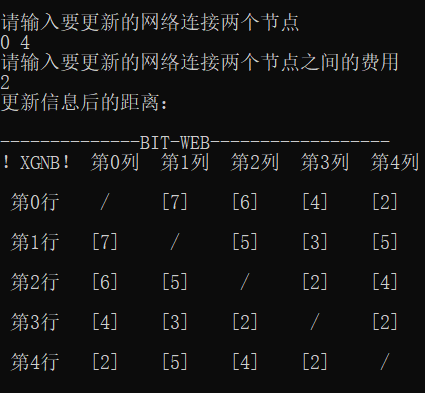 请输入要更新的网络连接两个节点
0 4
请输入要更新的网络连接两个节点之间的费用
2
更新信息后的距离：
--------------BIT-WEB------------------
! XGNB! 第0列 第1列 第2列 第3列 第4列
第0行 / [7] [6] [4] [2]
第1行 [7] / [5] [3] [5]
第2行 [6] [5] / [2] [4]
第3行 [4] [3] [2] / [2]
第4行 [2] [5] [4] [2] /